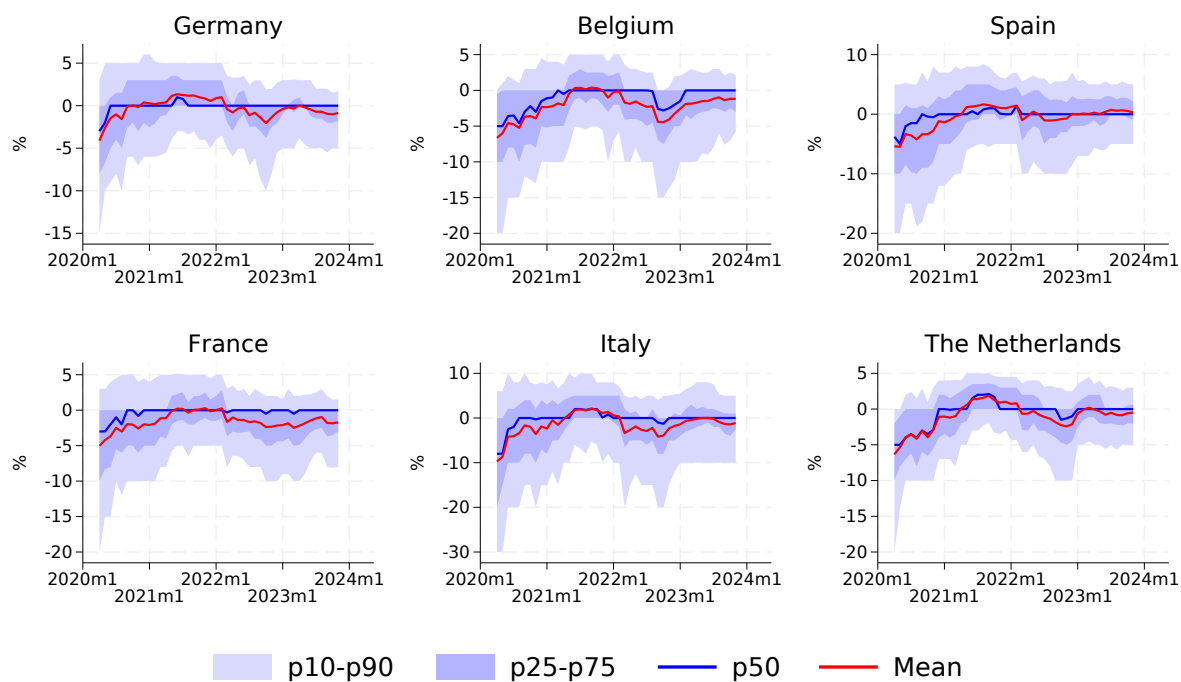 Germany
%
5
0
-5
-10
-15
2020m1
2021m1
2022m1
2023m1
2024m1
Belgium
%
5
0
-5
-10
-15
-20
2020m1
2021m1
2022m1
2023m1
2024m1
Spain
%
10
0
-10
-20
2020m1
2021m1
2022m1
2023m1
2024m1
France
%
5
0
-5
-10
-15
-20
2020m1
2021m1
2022m1
2023m1
2024m1
Italy
%
10
0
-10
-20
-30
2020m1
2021m1
2022m1
2023m1
2024m1
The Netherlands
%
5
0
-5
-10
-15
-20
2020m1
2021m1
2022m1
2023m1
2024m1
p10-p90 p25-p75 p50 Mean